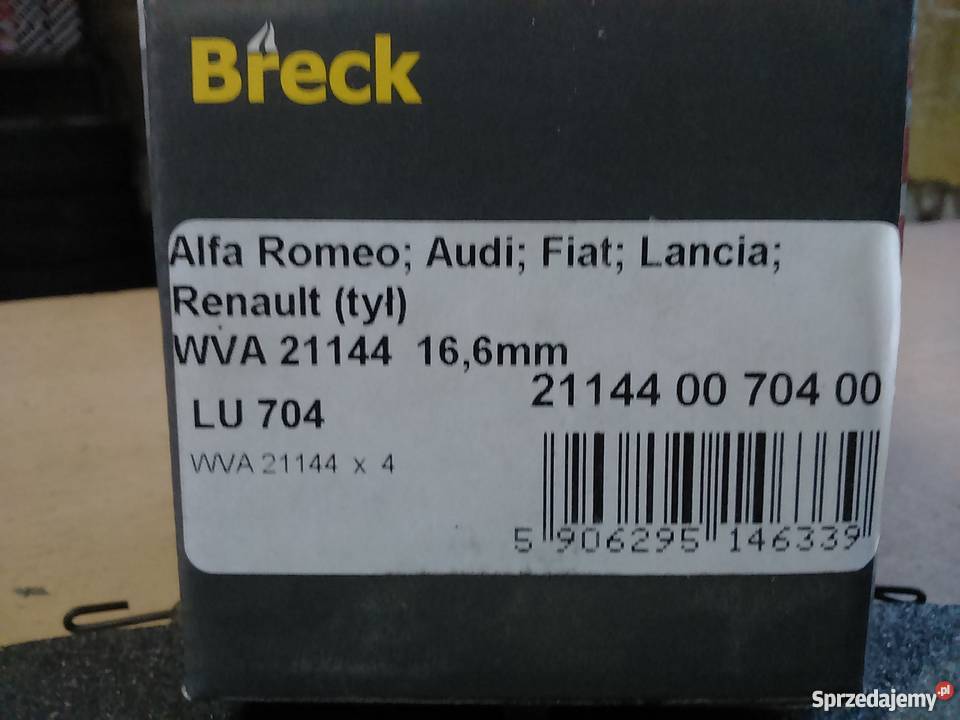 Breck
Alfa Romeo; Audi; Fiat; Lancia;
Renault (tył)
WVA 21144 16,6mm
21144 00 704 00
LU 704
WVA 21144 x 4
5 906295 146339
Sprzedajemy.pl